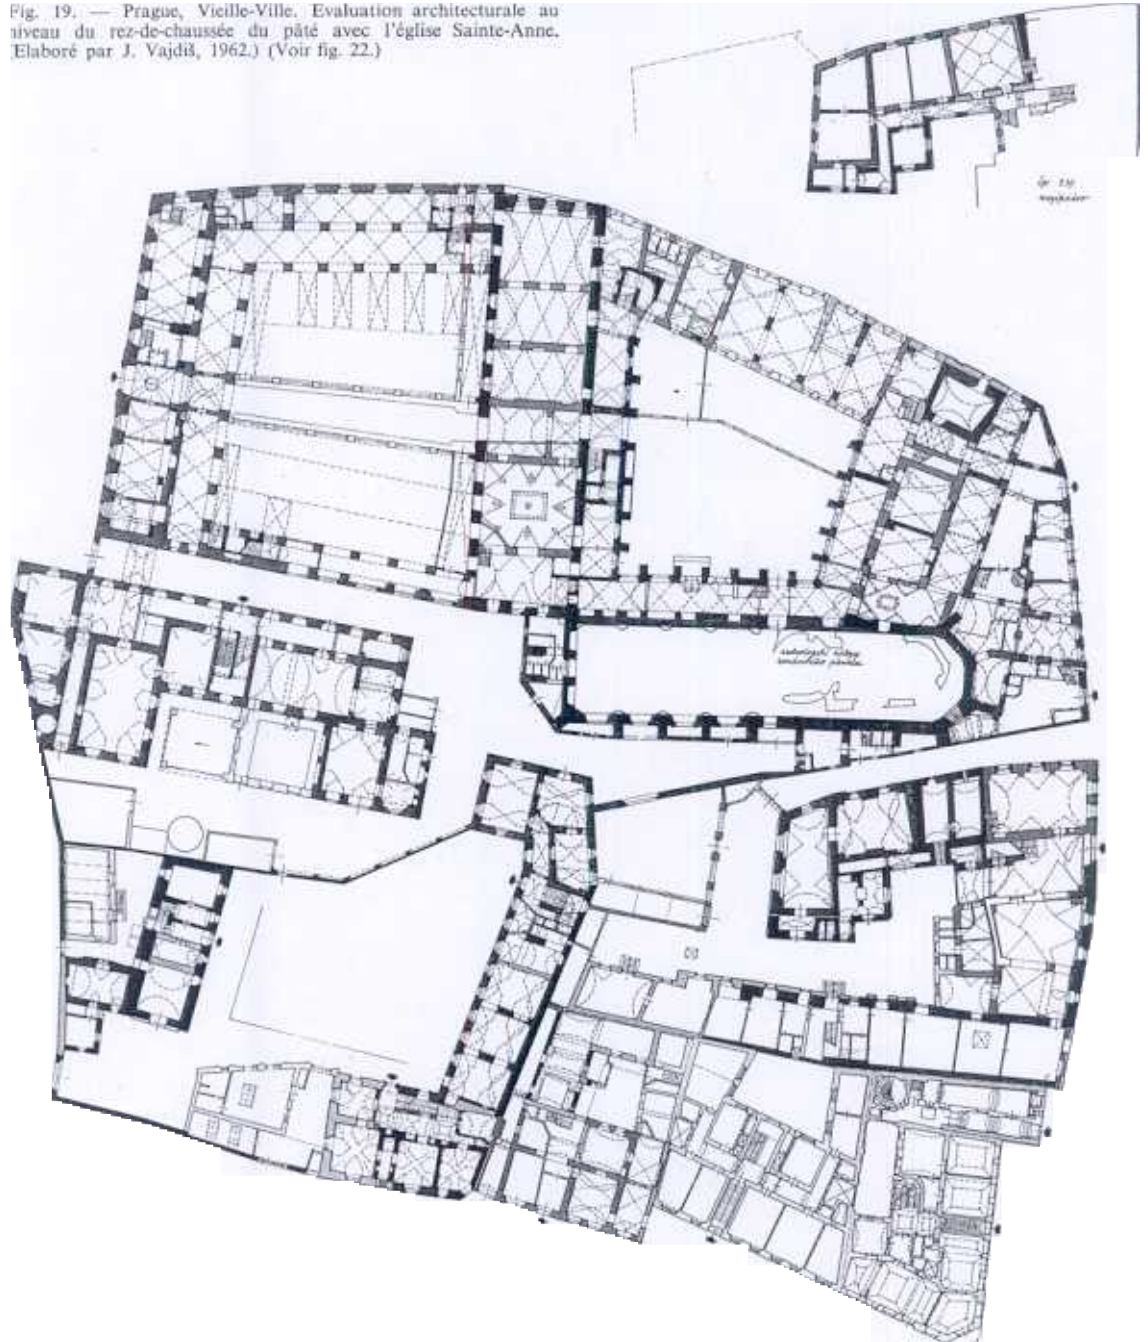 Fig. 19. — Prague, Vieille-Ville. Evaluation architecturale au
niveau du rez-de-chaussée du pâté avec l'église Sainte-Anne.
(Elaboré par J. Vajdiš, 1962.) (Voir fig. 22.)